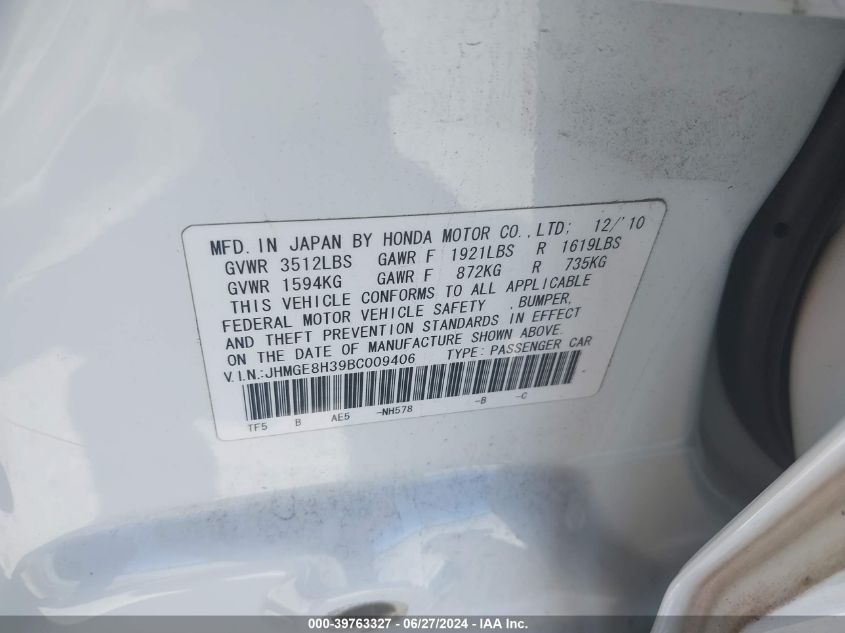 MFD. IN JAPAN BY HONDA MOTOR CO.,LTD; 12/'10
GVWR 3512LBS GAWR F 1921LBS R 1619LBS
GVWR 1594KG GAWR F 872KG R 735KG
THIS VEHICLE CONFORMS TO ALL APPLICABLE
FEDERAL MOTOR VEHICLE SAFETY ,BUMPER,
AND THEFT PREVENTION STANDARDS IN EFFECT
ON THE DATE OF MANUFACTURE SHOWN ABOVE.
V.I.N.:JHMGE8H39BC009406 TYPE: PASSENGER CAR
TF5 B AE5 -NH578 -B -C
000-39763327 - 06/27/2024 - IAA Inc.